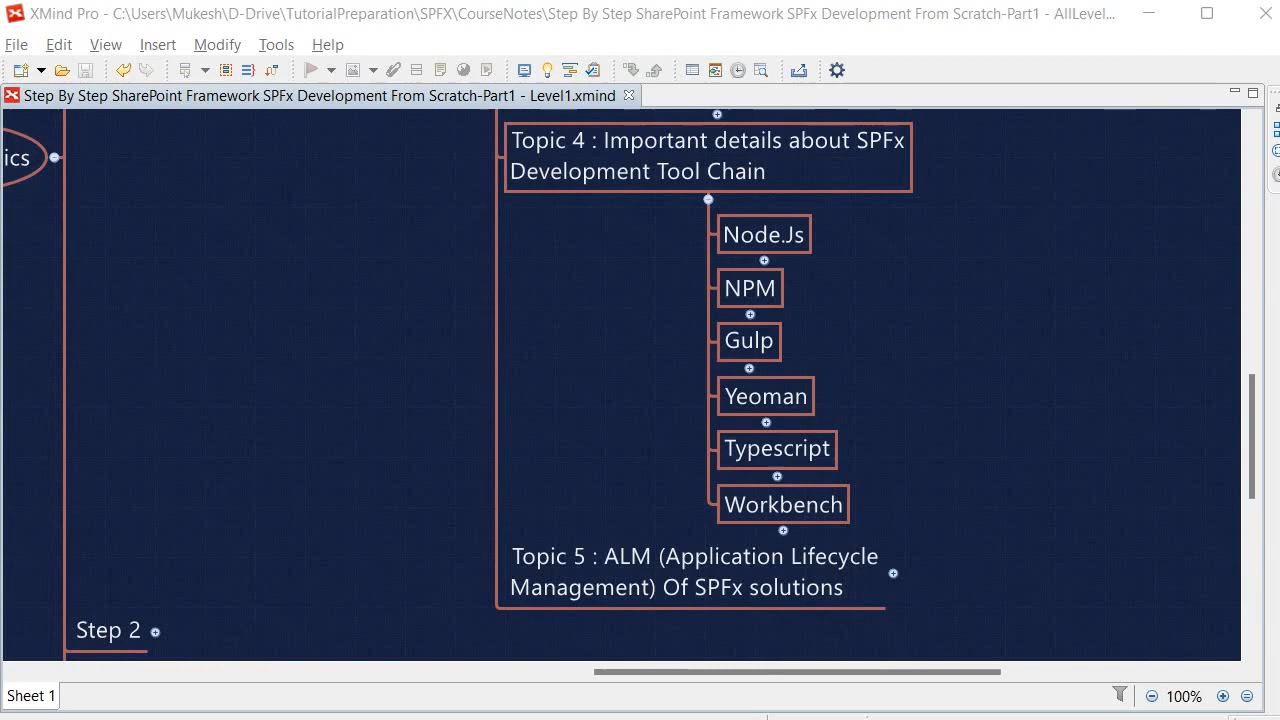 XMind Pro - C:\Users\Mukesh\D-Drive\TutorialPreparation\SPFX\CourseNotes\Step By Step SharePoint Framework SPFx Development From Scratch-Part1 - AllLevel...
File Edit View Insert Modify Tools Help
Step By Step SharePoint Framework SPFx Development From Scratch-Part1 - Level1.xmind
ics
Topic 4 : Important details about SPFx
Development Tool Chain
Node.Js
NPM
Gulp
Yeoman
Typescript
Workbench
Topic 5 : ALM (Application Lifecycle
Management) Of SPFx solutions
Step 2
Sheet 1
100%